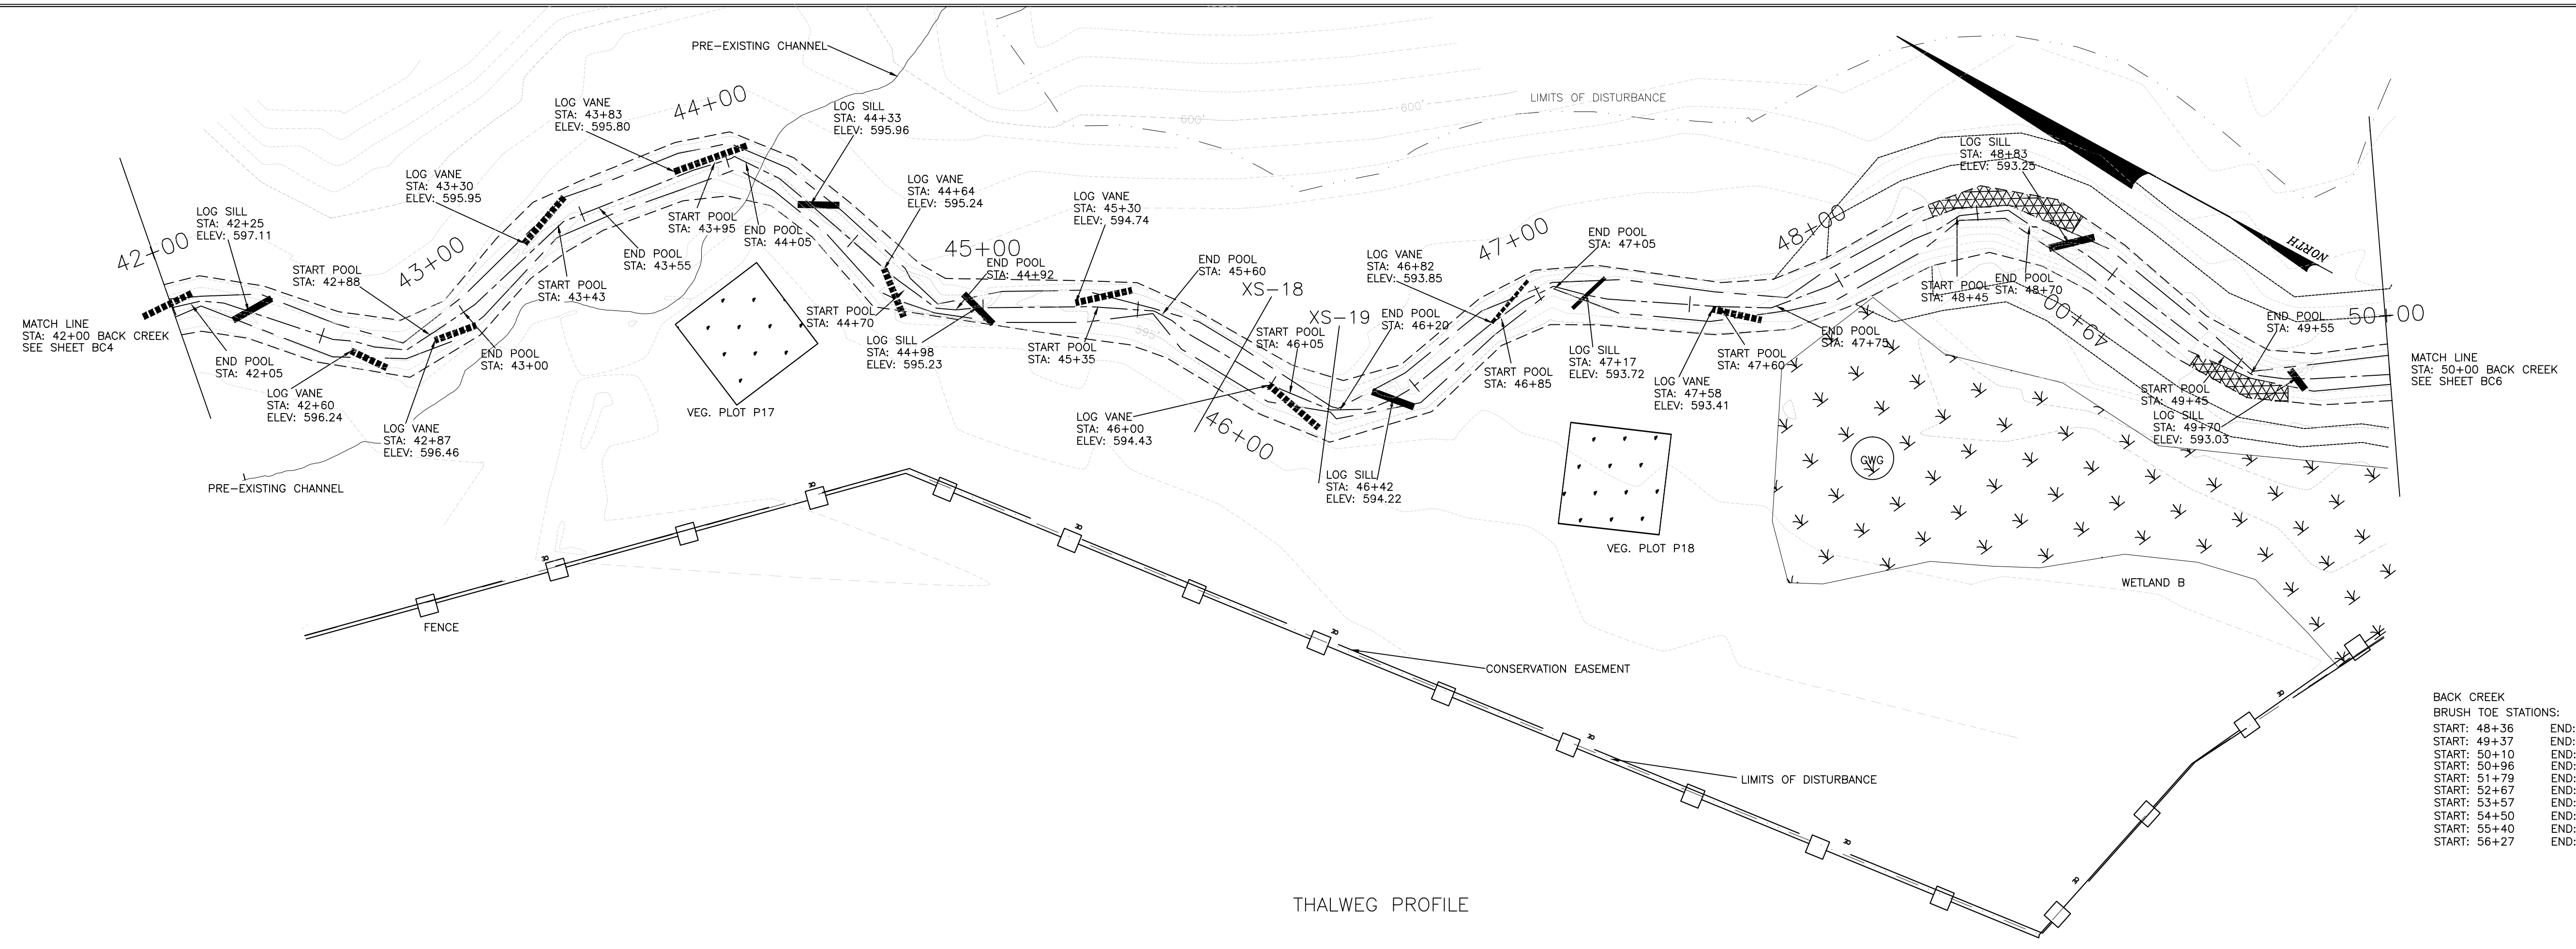 PRE-EXISTING CHANNEL
LIMITS OF DISTURBANCE
600'
600'
LOG VANE
STA: 43+83
ELEV: 595.80
44+00
LOG SILL
STA: 44+33
ELEV: 595.96
LOG SILL
STA: 48+83
ELEV: 593.25
LOG VANE
STA: 43+30
ELEV: 595.95
LOG VANE
STA: 44+64
ELEV: 595.24
LOG VANE
STA: 45+30
ELEV: 594.74
LOG SILL
STA: 42+25
ELEV: 597.11
42+00
43+00
START POOL
STA: 43+95
END POOL
STA: 44+05
45+00
47+00
48+00
NORTH
END POOL
STA: 43+55
START POOL
STA: 42+88
START POOL
STA: 43+43
END POOL
STA: 44+92
END POOL
STA: 45+60
XS-18
LOG VANE
STA: 46+82
ELEV: 593.85
END POOL
STA: 47+05
START POOL
STA: 48+45
END POOL
STA: 48+70
49+00
50+00
MATCH LINE
STA: 42+00 BACK CREEK
SEE SHEET BC4
END POOL
STA: 42+05
START POOL
STA: 44+70
LOG SILL
STA: 44+98
ELEV: 595.23
START POOL
STA: 45+35
595'
XS-19
START POOL
STA: 46+05
END POOL
STA: 46+20
END POOL
STA: 49+55
END POOL
STA: 47+75
LOG SILL
STA: 47+17
ELEV: 593.72
START POOL
STA: 47+60
START POOL
STA: 46+85
LOG VANE
STA: 47+58
ELEV: 593.41
END POOL
STA: 43+00
LOG VANE
STA: 42+60
ELEV: 596.24
LOG VANE
STA: 42+87
ELEV: 596.46
VEG. PLOT P17
LOG VANE
STA: 46+00
ELEV: 594.43
46+00
START POOL
STA: 49+45
LOG SILL
STA: 49+70
ELEV: 593.03
MATCH LINE
STA: 50+00 BACK CREEK
SEE SHEET BC6
PRE-EXISTING CHANNEL
LOG SILL
STA: 46+42
ELEV: 594.22
GWG
VEG. PLOT P18
WETLAND B
FENCE
CONSERVATION EASEMENT
LIMITS OF DISTURBANCE
BACK CREEK
BRUSH TOE STATIONS:
START: 48+36 END:
START: 49+37 END:
START: 50+10 END:
START: 50+96 END:
START: 51+79 END:
START: 52+67 END:
START: 53+57 END:
START: 54+50 END:
START: 55+40 END:
START: 56+27 END:
THALWEG PROFILE